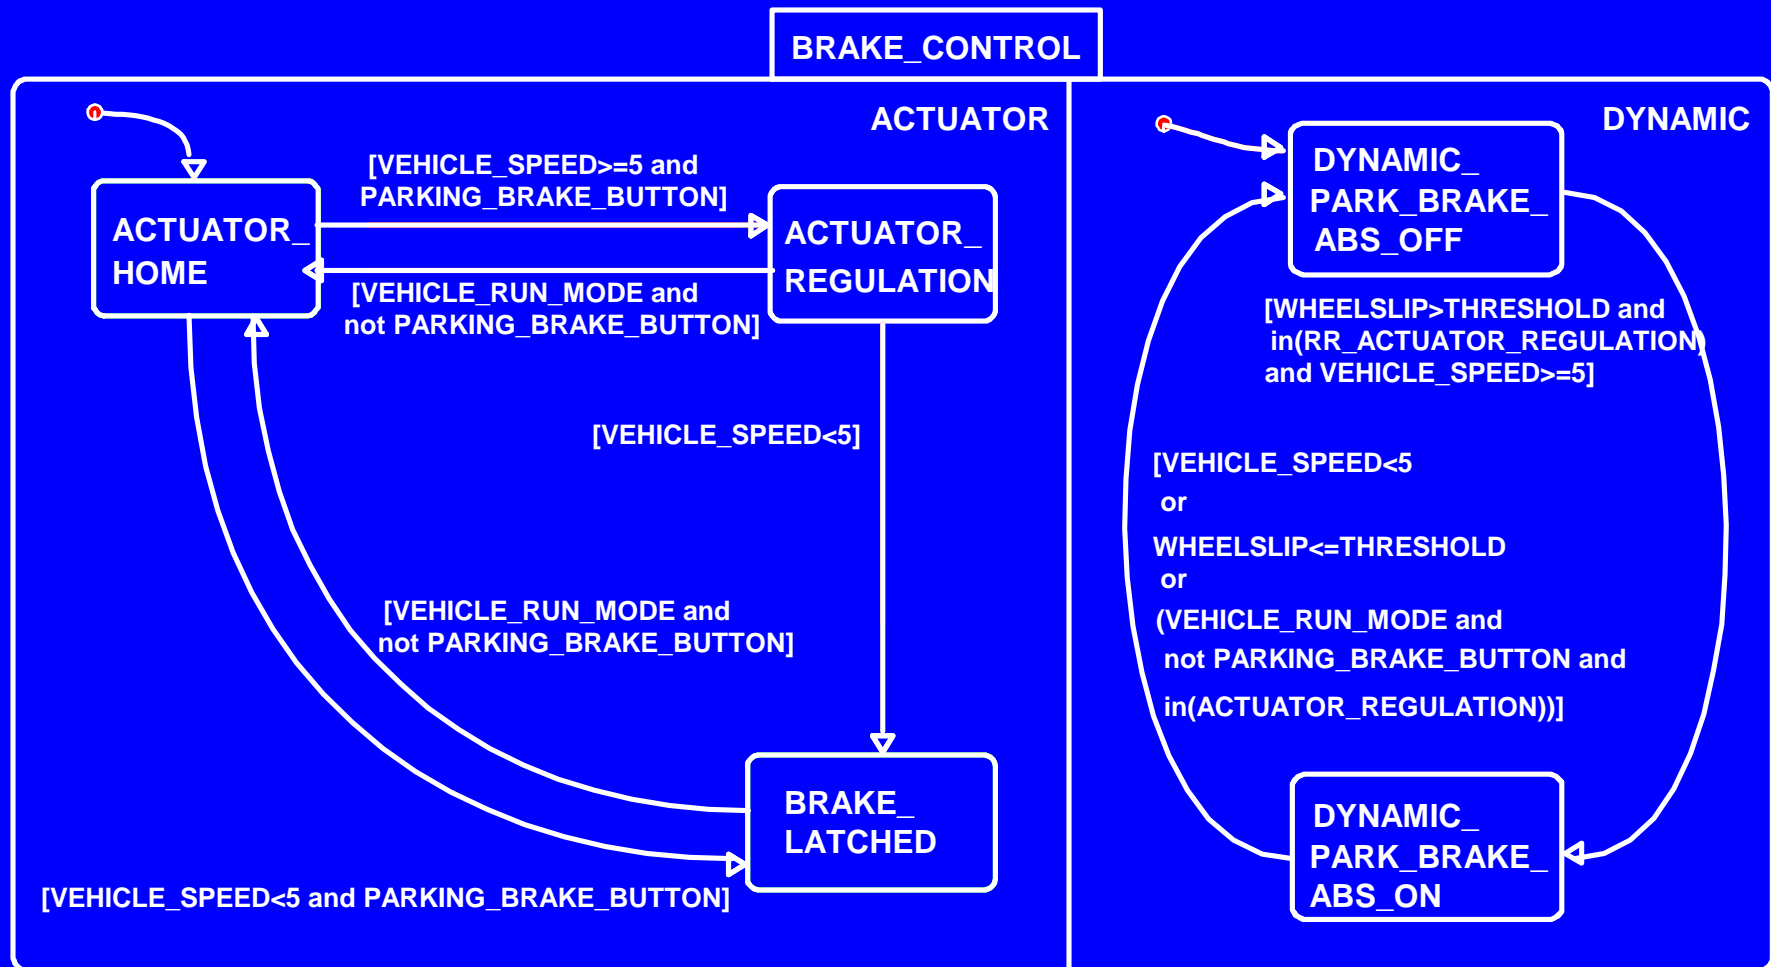 BRAKE_CONTROL
ACTUATOR
[VEHICLE_SPEED>=5 and
PARKING_BRAKE_BUTTON]
ACTUATOR_
HOME
ACTUATOR_
REGULATION
[VEHICLE_RUN_MODE and
not PARKING_BRAKE_BUTTON]
[VEHICLE_SPEED<5]
[VEHICLE_RUN_MODE and
not PARKING_BRAKE_BUTTON]
BRAKE_
LATCHED
[VEHICLE_SPEED<5 and PARKING_BRAKE_BUTTON]
DYNAMIC
DYNAMIC_
PARK_BRAKE_
ABS_OFF
[WHEELSLIP>THRESHOLD and
in(RR_ACTUATOR_REGULATION)
and VEHICLE_SPEED>=5]
[VEHICLE_SPEED<5
or
WHEELSLIP<=THRESHOLD
or
(VEHICLE_RUN_MODE and
not PARKING_BRAKE_BUTTON and
in(ACTUATOR_REGULATION))]
DYNAMIC_
PARK_BRAKE_
ABS_ON